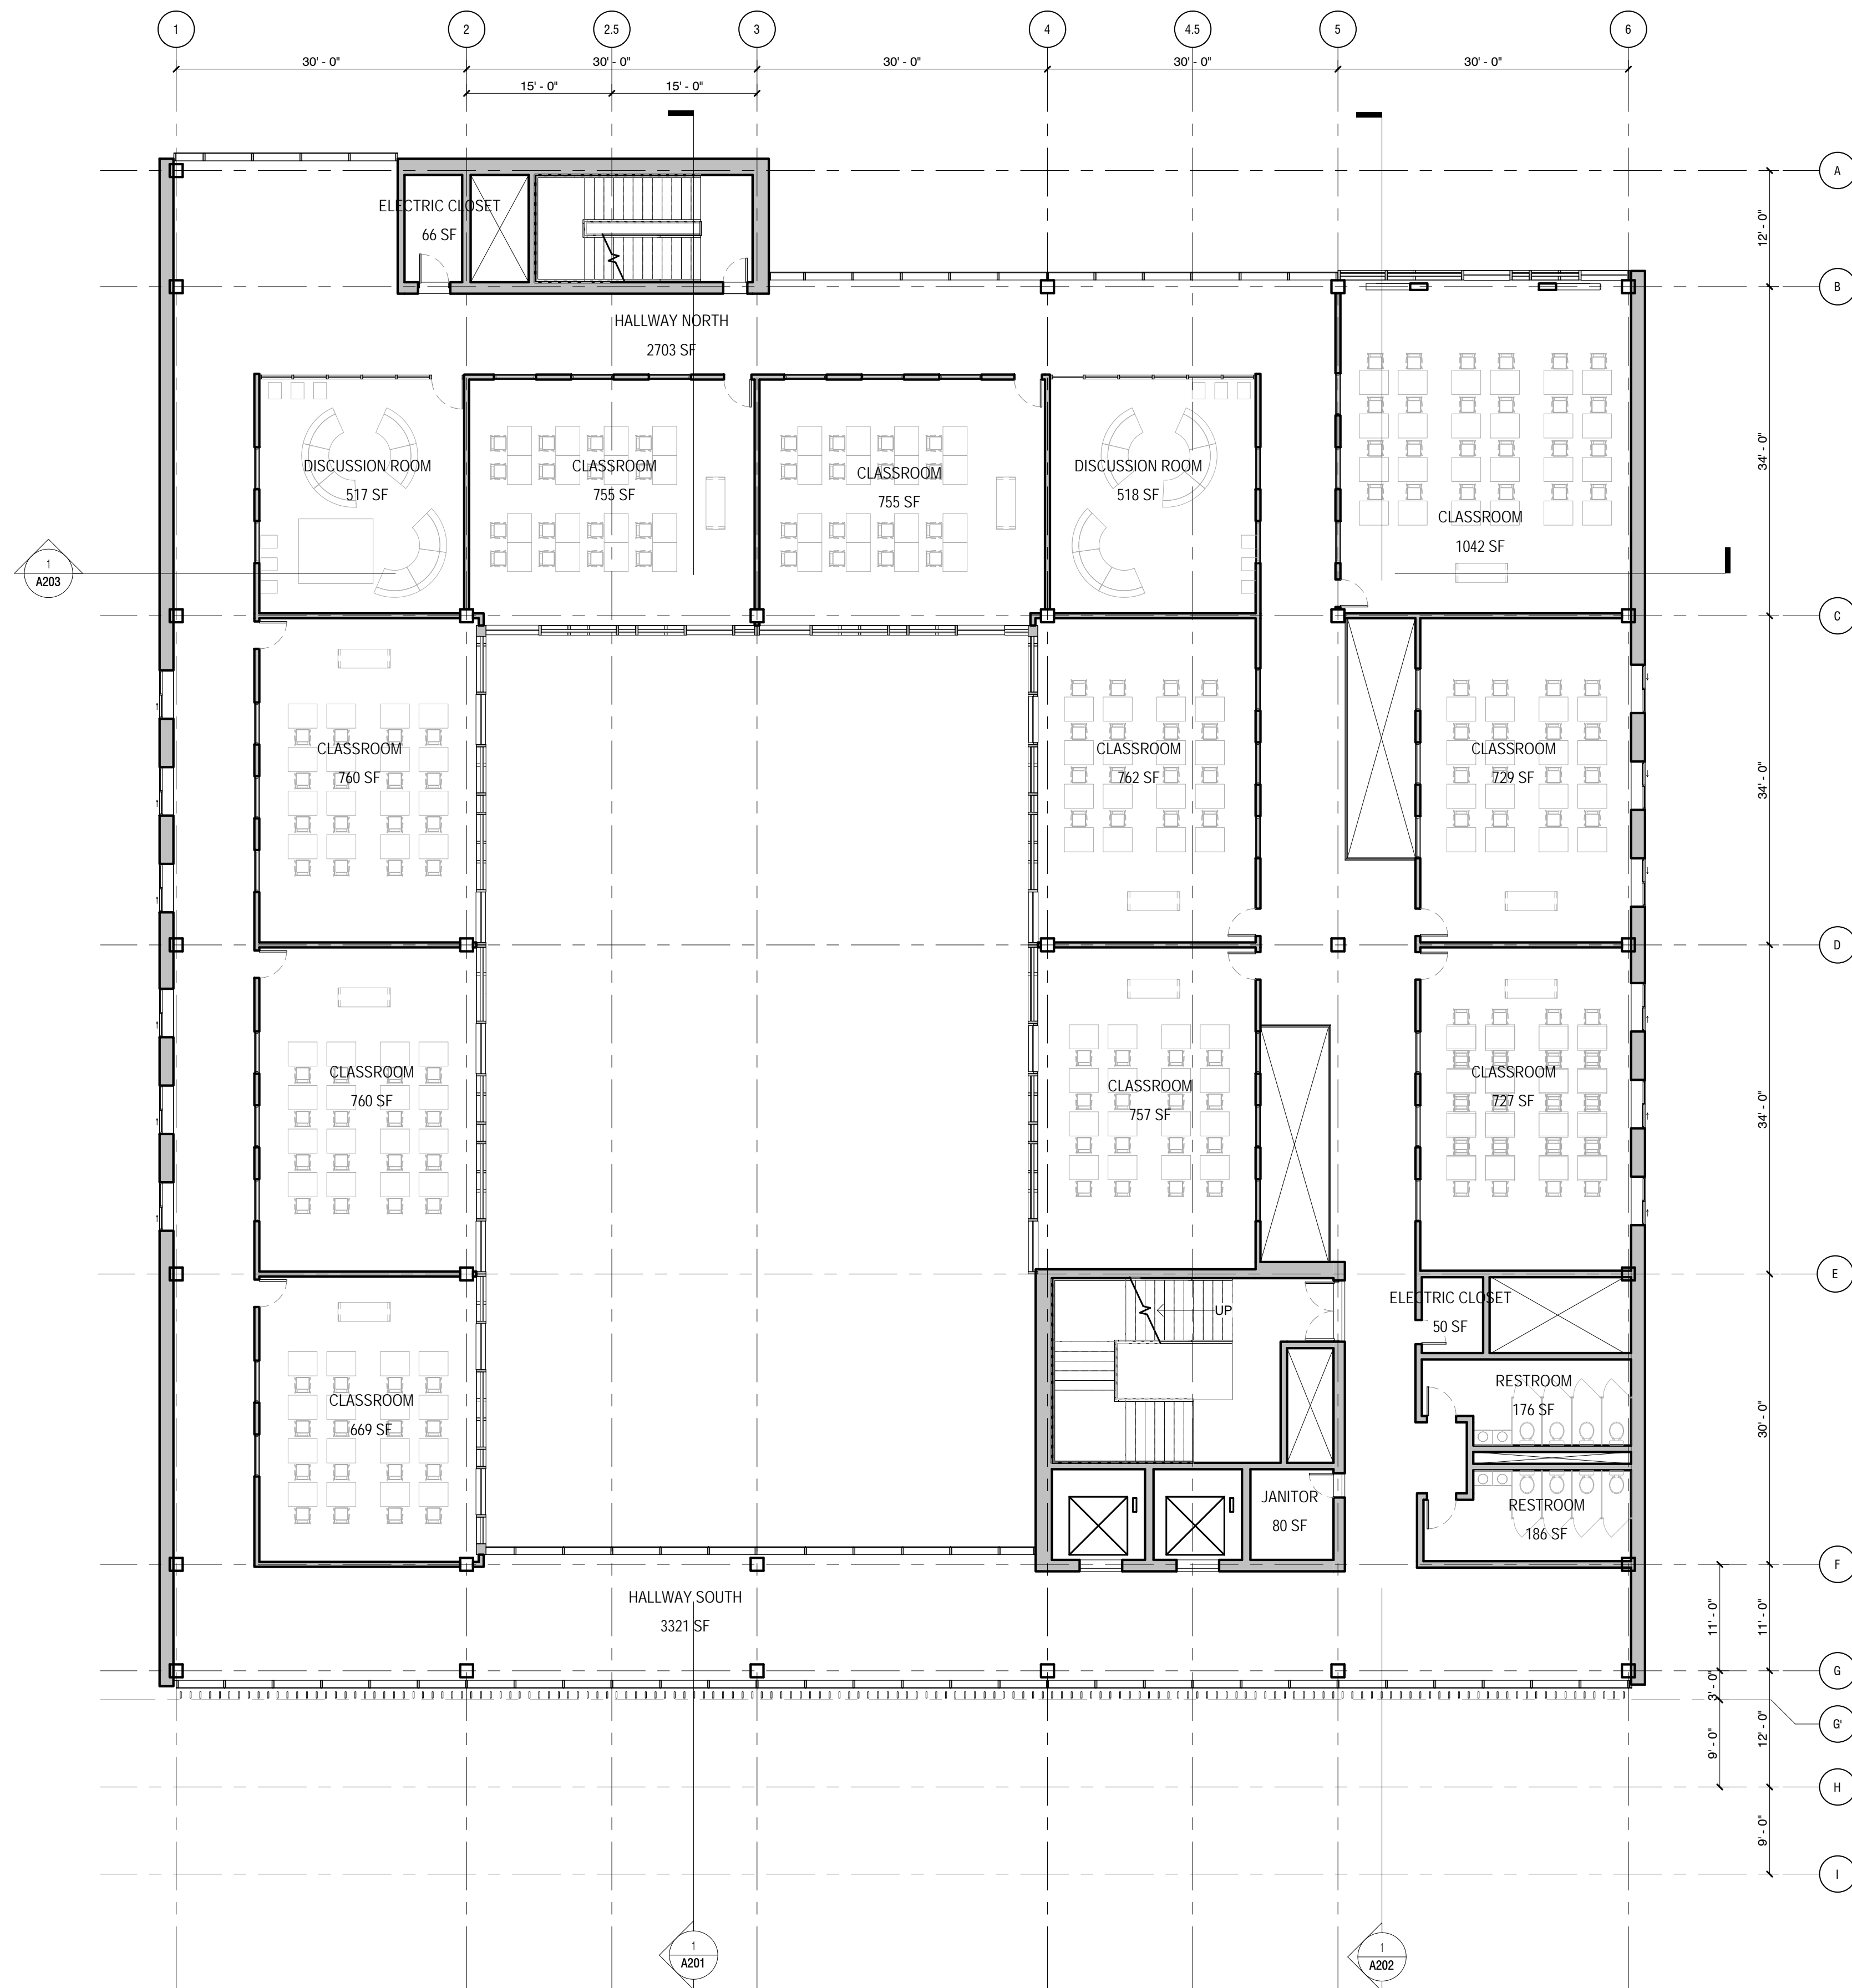 1
2
2.5
3
4
4.5
5
6
30' - 0"
30' - 0"
30' - 0"
30' - 0"
30' - 0"
15' - 0"
15' - 0"
A
12' - 0"
ELECTRIC CLOSET
66 SF
B
HALLWAY NORTH
2703 SF
34' - 0"
DISCUSSION ROOM
517 SF
CLASSROOM
755 SF
CLASSROOM
755 SF
DISCUSSION ROOM
518 SF
CLASSROOM
1042 SF
1
A203
C
34' - 0"
CLASSROOM
760 SF
CLASSROOM
762 SF
CLASSROOM
729 SF
D
34' - 0"
CLASSROOM
760 SF
CLASSROOM
757 SF
CLASSROOM
727 SF
E
UP
ELECTRIC CLOSET
50 SF
30' - 0"
CLASSROOM
669 SF
RESTROOM
176 SF
JANITOR
80 SF
RESTROOM
186 SF
F
HALLWAY SOUTH
3321 SF
11' - 0"
11' - 0"
G
3' - 0"
G'
9' - 0"
12' - 0"
H
9' - 0"
I
1
A201
1
A202